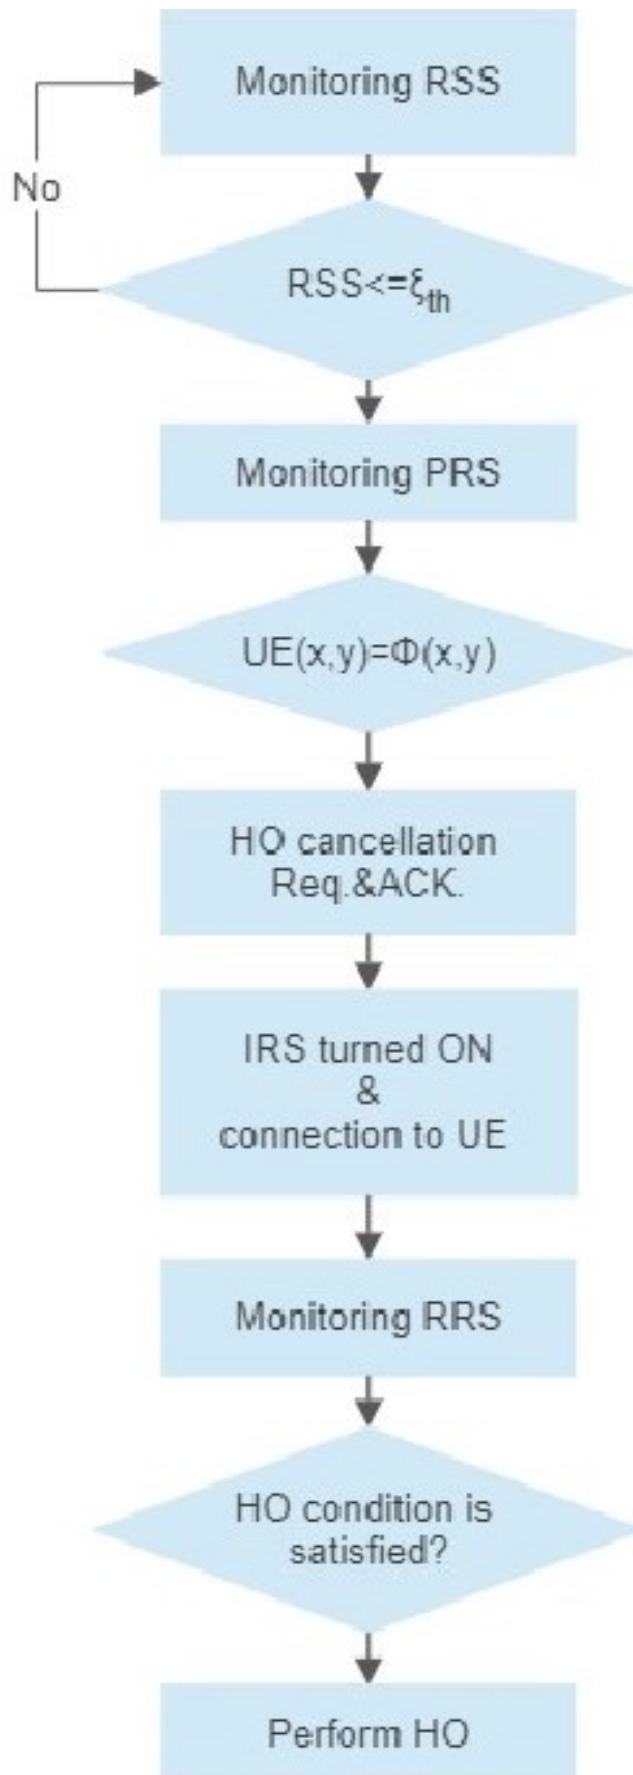 Monitoring RSS
No
RSS<=ξth
Monitoring PRS
UE(x,y)=Φ(x,y)
HO cancellation
Req.&ACK.
IRS turned ON
&
connection to UE
Monitoring RRS
HO condition is
satisfied?
Perform HO